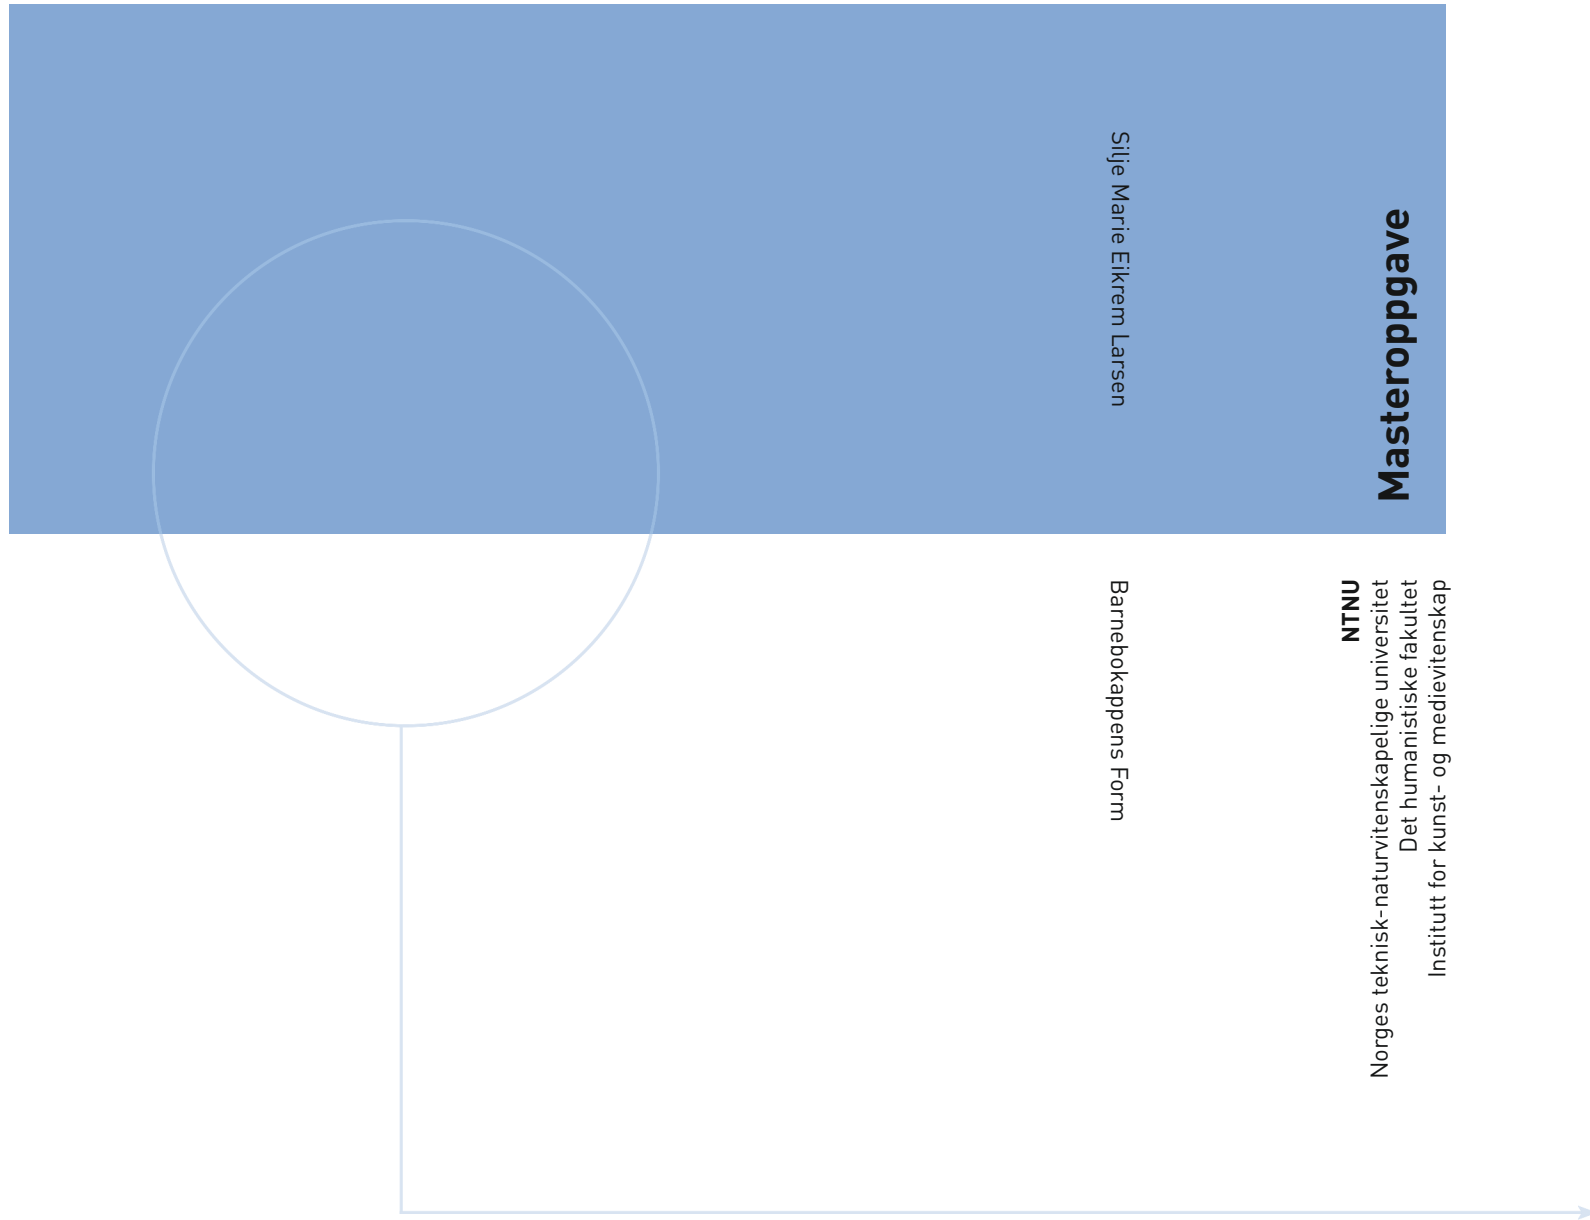 Silje Marie Eikrem Larsen
Barnebokappens Form
Masteroppgave
NTNU
Norges teknisk-naturvitenskapelige universitet
Det humanistiske fakultet
Institutt for kunst- og medievitenskap